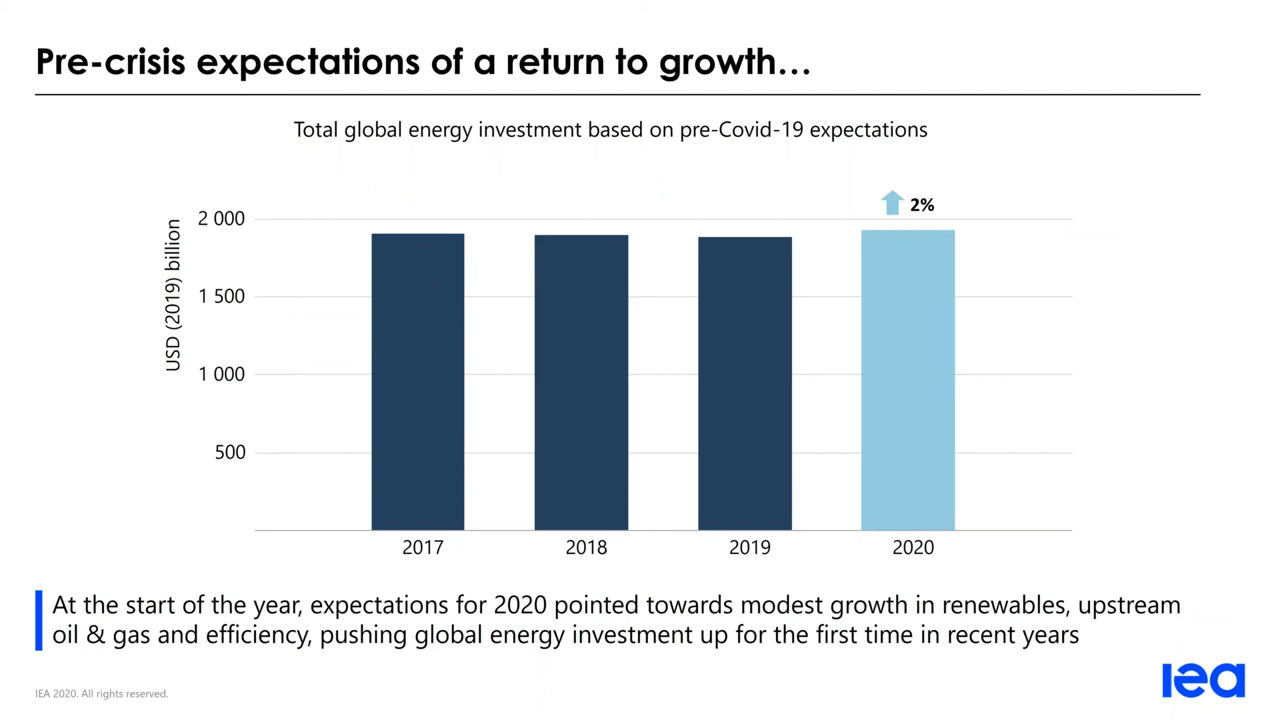 Pre-crisis expectations of a return to growth…
Total global energy investment based on pre-Covid-19 expectations
USD (2019) billion
2%
2 000
1 500
1 000
500
2017
2018
2019
2020
At the start of the year, expectations for 2020 pointed towards modest growth in renewables, upstream
oil & gas and efficiency, pushing global energy investment up for the first time in recent years
IEA 2020. All rights reserved.
iea